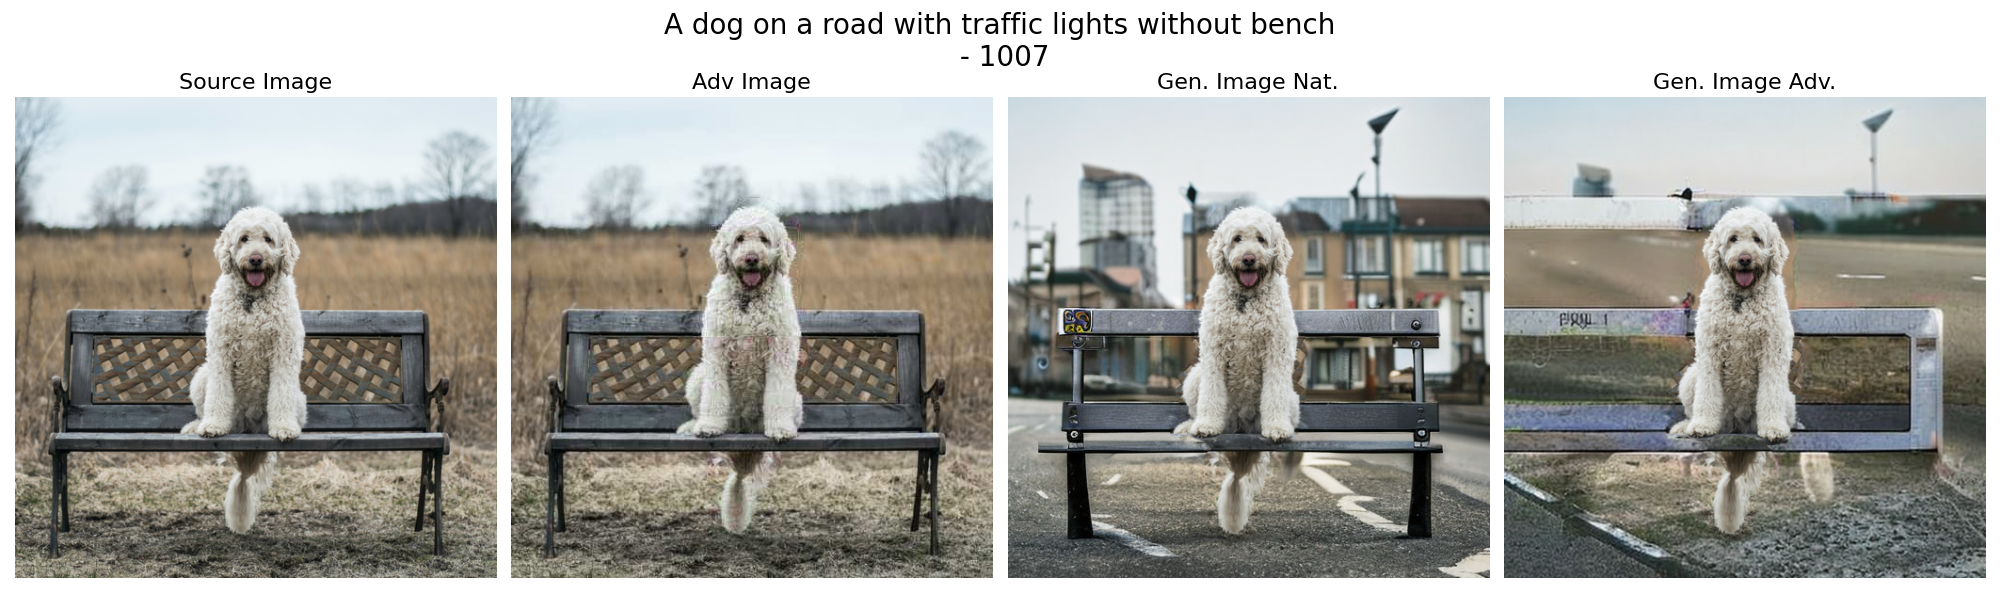 A dog on a road with traffic lights without bench
- 1007
Source Image
Adv Image
Gen. Image Nat.
Gen. Image Adv.